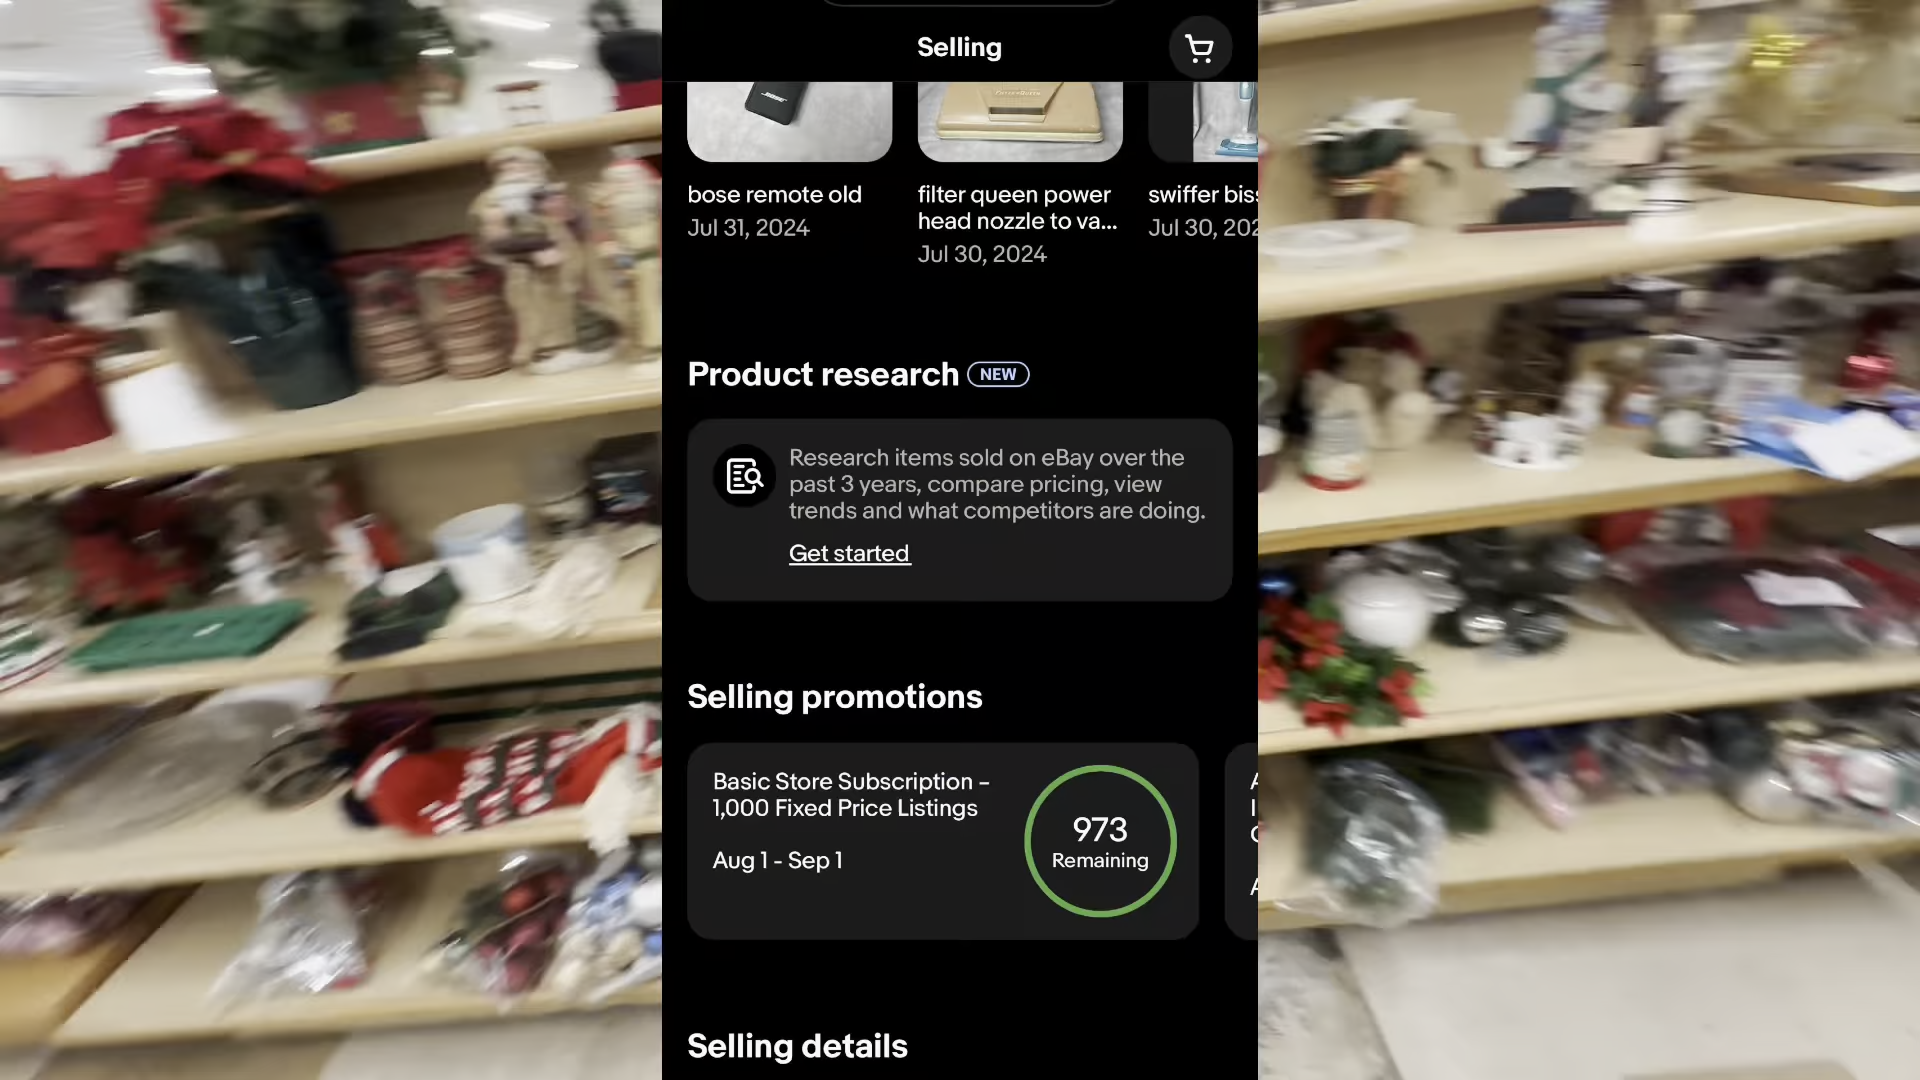 Selling
BOSE
bose remote old
Jul 31, 2024
filter queen power
head nozzle to va...
Jul 30, 2024
swiffer bis
Jul 30, 202
Product research NEW
Research items sold on eBay over the
past 3 years, compare pricing, view
trends and what competitors are doing.
Get started
Selling promotions
Basic Store Subscription –
1,000 Fixed Price Listings
Aug 1 - Sep 1
973
Remaining
Selling details